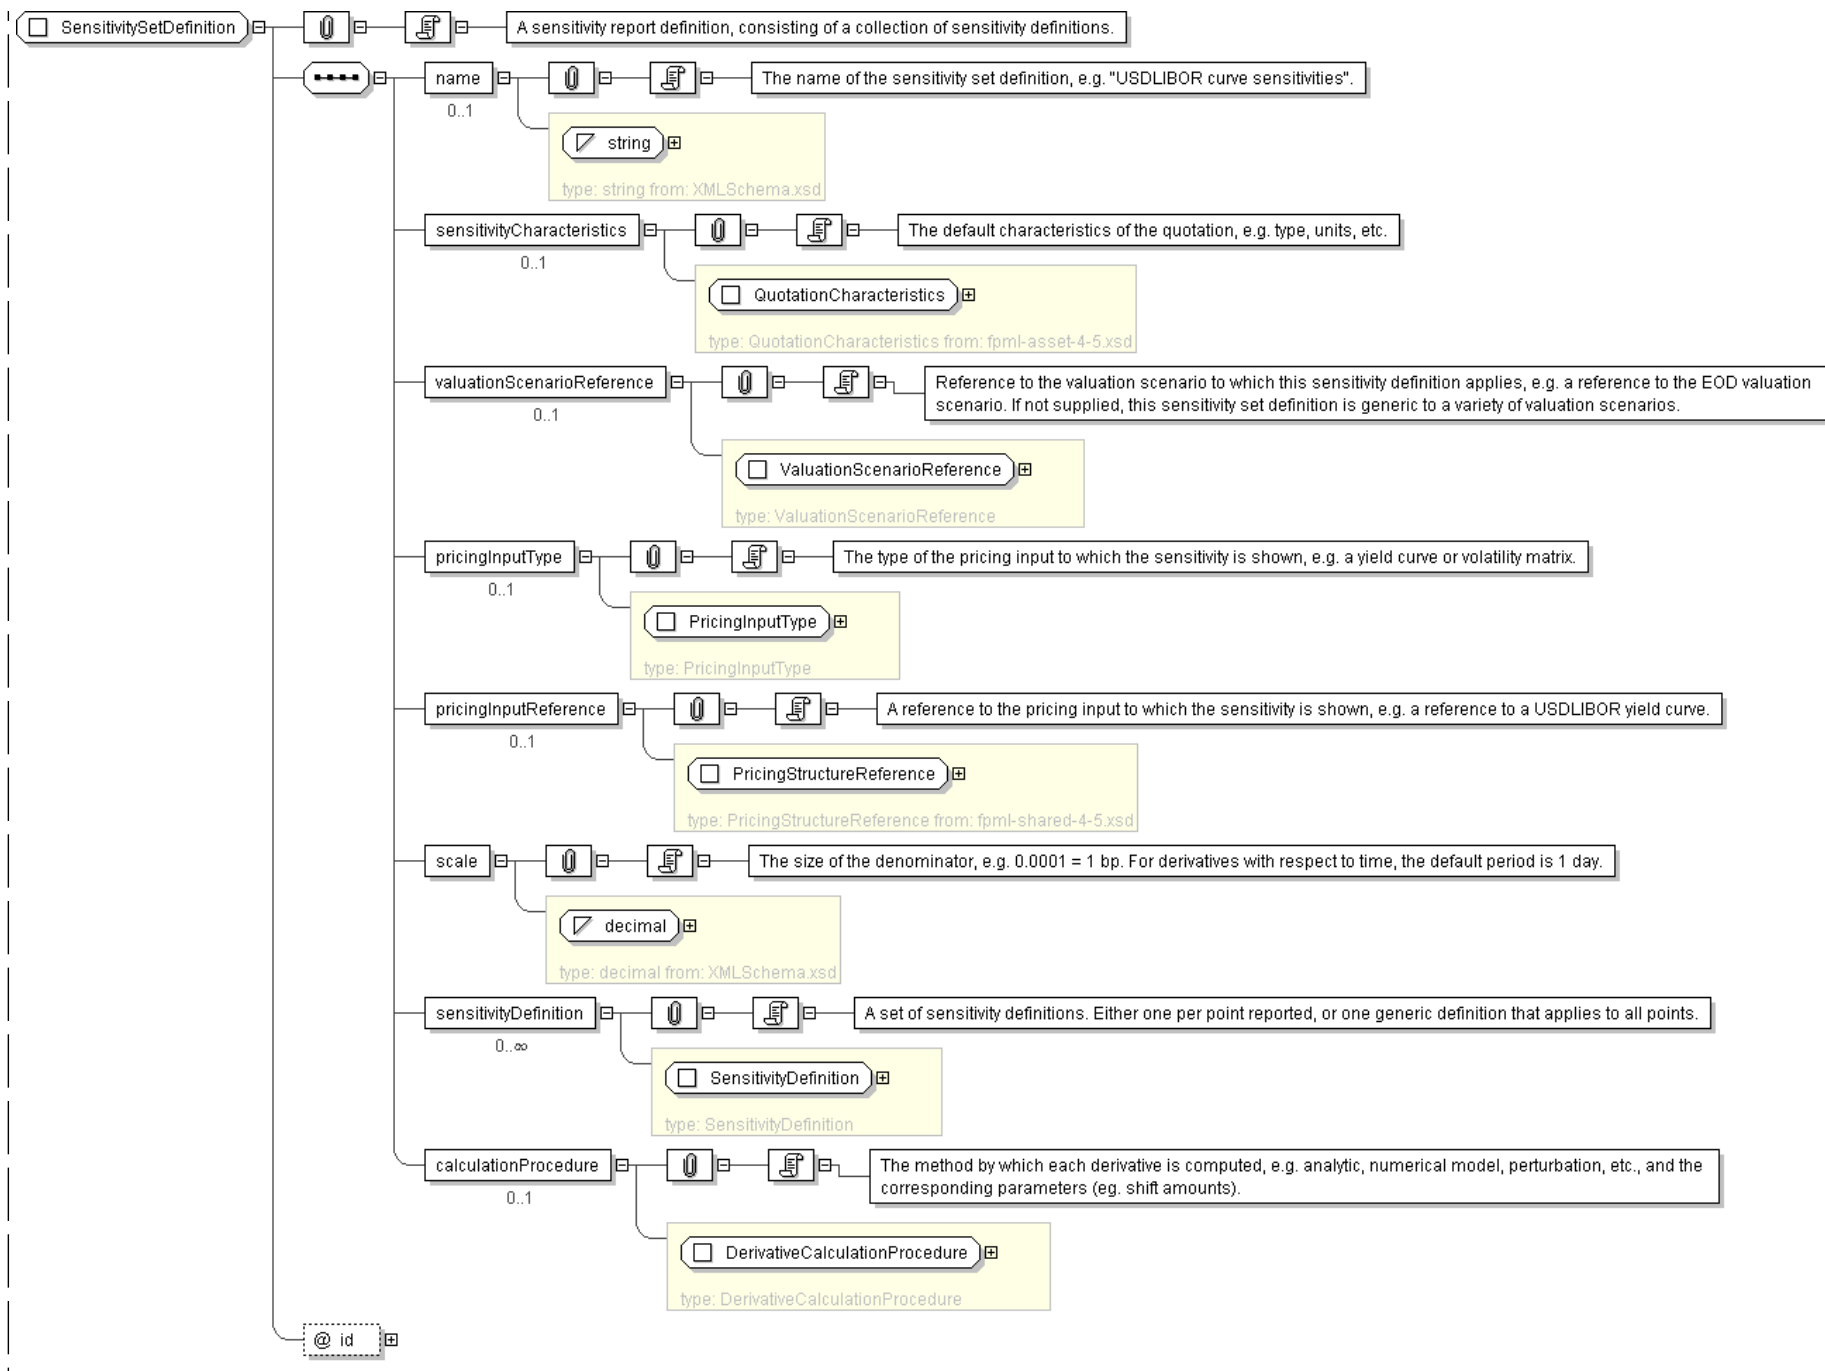 SensitivitySetDefinition
A sensitivity report definition, consisting of a collection of sensitivity definitions.
name
The name of the sensitivity set definition, e.g. "USDLIBOR curve sensitivities".
0..1
string
type: string from: XMLSchema.xsd
sensitivityCharacteristics
The default characteristics of the quotation, e.g. type, units, etc.
0..1
QuotationCharacteristics
type: QuotationCharacteristics from: fpml-asset-4-5.xsd
valuationScenarioReference
Reference to the valuation scenario to which this sensitivity definition applies, e.g. a reference to the EOD valuation
scenario. If not supplied, this sensitivity set definition is generic to a variety of valuation scenarios.
0..1
ValuationScenarioReference
type: ValuationScenarioReference
pricingInputType
The type of the pricing input to which the sensitivity is shown, e.g. a yield curve or volatility matrix.
0..1
PricingInputType
type: PricingInputType
pricingInputReference
A reference to the pricing input to which the sensitivity is shown, e.g. a reference to a USDLIBOR yield curve.
0..1
PricingStructureReference
type: PricingStructureReference from: fpml-shared-4-5.xsd
scale
The size of the denominator, e.g. 0.0001 = 1 bp. For derivatives with respect to time, the default period is 1 day.
decimal
type: decimal from: XMLSchema.xsd
sensitivityDefinition
A set of sensitivity definitions. Either one per point reported, or one generic definition that applies to all points.
0..∞
SensitivityDefinition
type: SensitivityDefinition
calculationProcedure
The method by which each derivative is computed, e.g. analytic, numerical model, perturbation, etc., and the
corresponding parameters (eg. shift amounts).
0..1
DerivativeCalculationProcedure
type: DerivativeCalculationProcedure
@ id